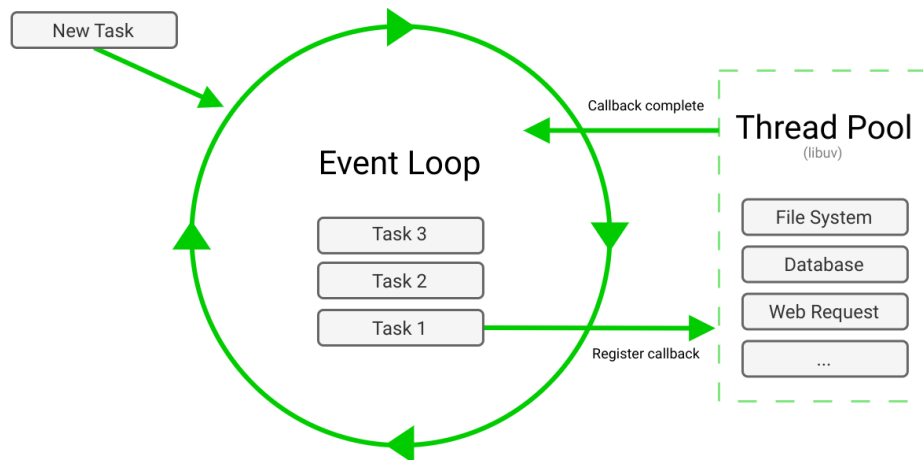 New Task
Callback complete
Thread Pool
(libuv)
Event Loop
File System
Task 3
Database
Task 2
Web Request
Task 1
Register callback
...